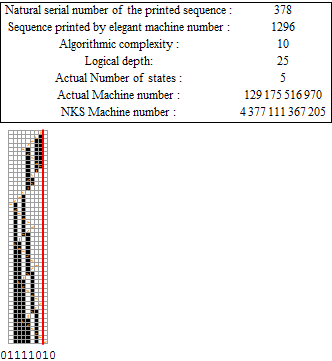 Natural serial number of the printed sequence : 378
Sequence printed by elegant machine number : 1296
Algorithmic complexity : 10
Logical depth: 25
Actual Number of states : 5
Actual Machine number : 129 175 516 970
NKS Machine number : 4 377 111 367 205
01111010